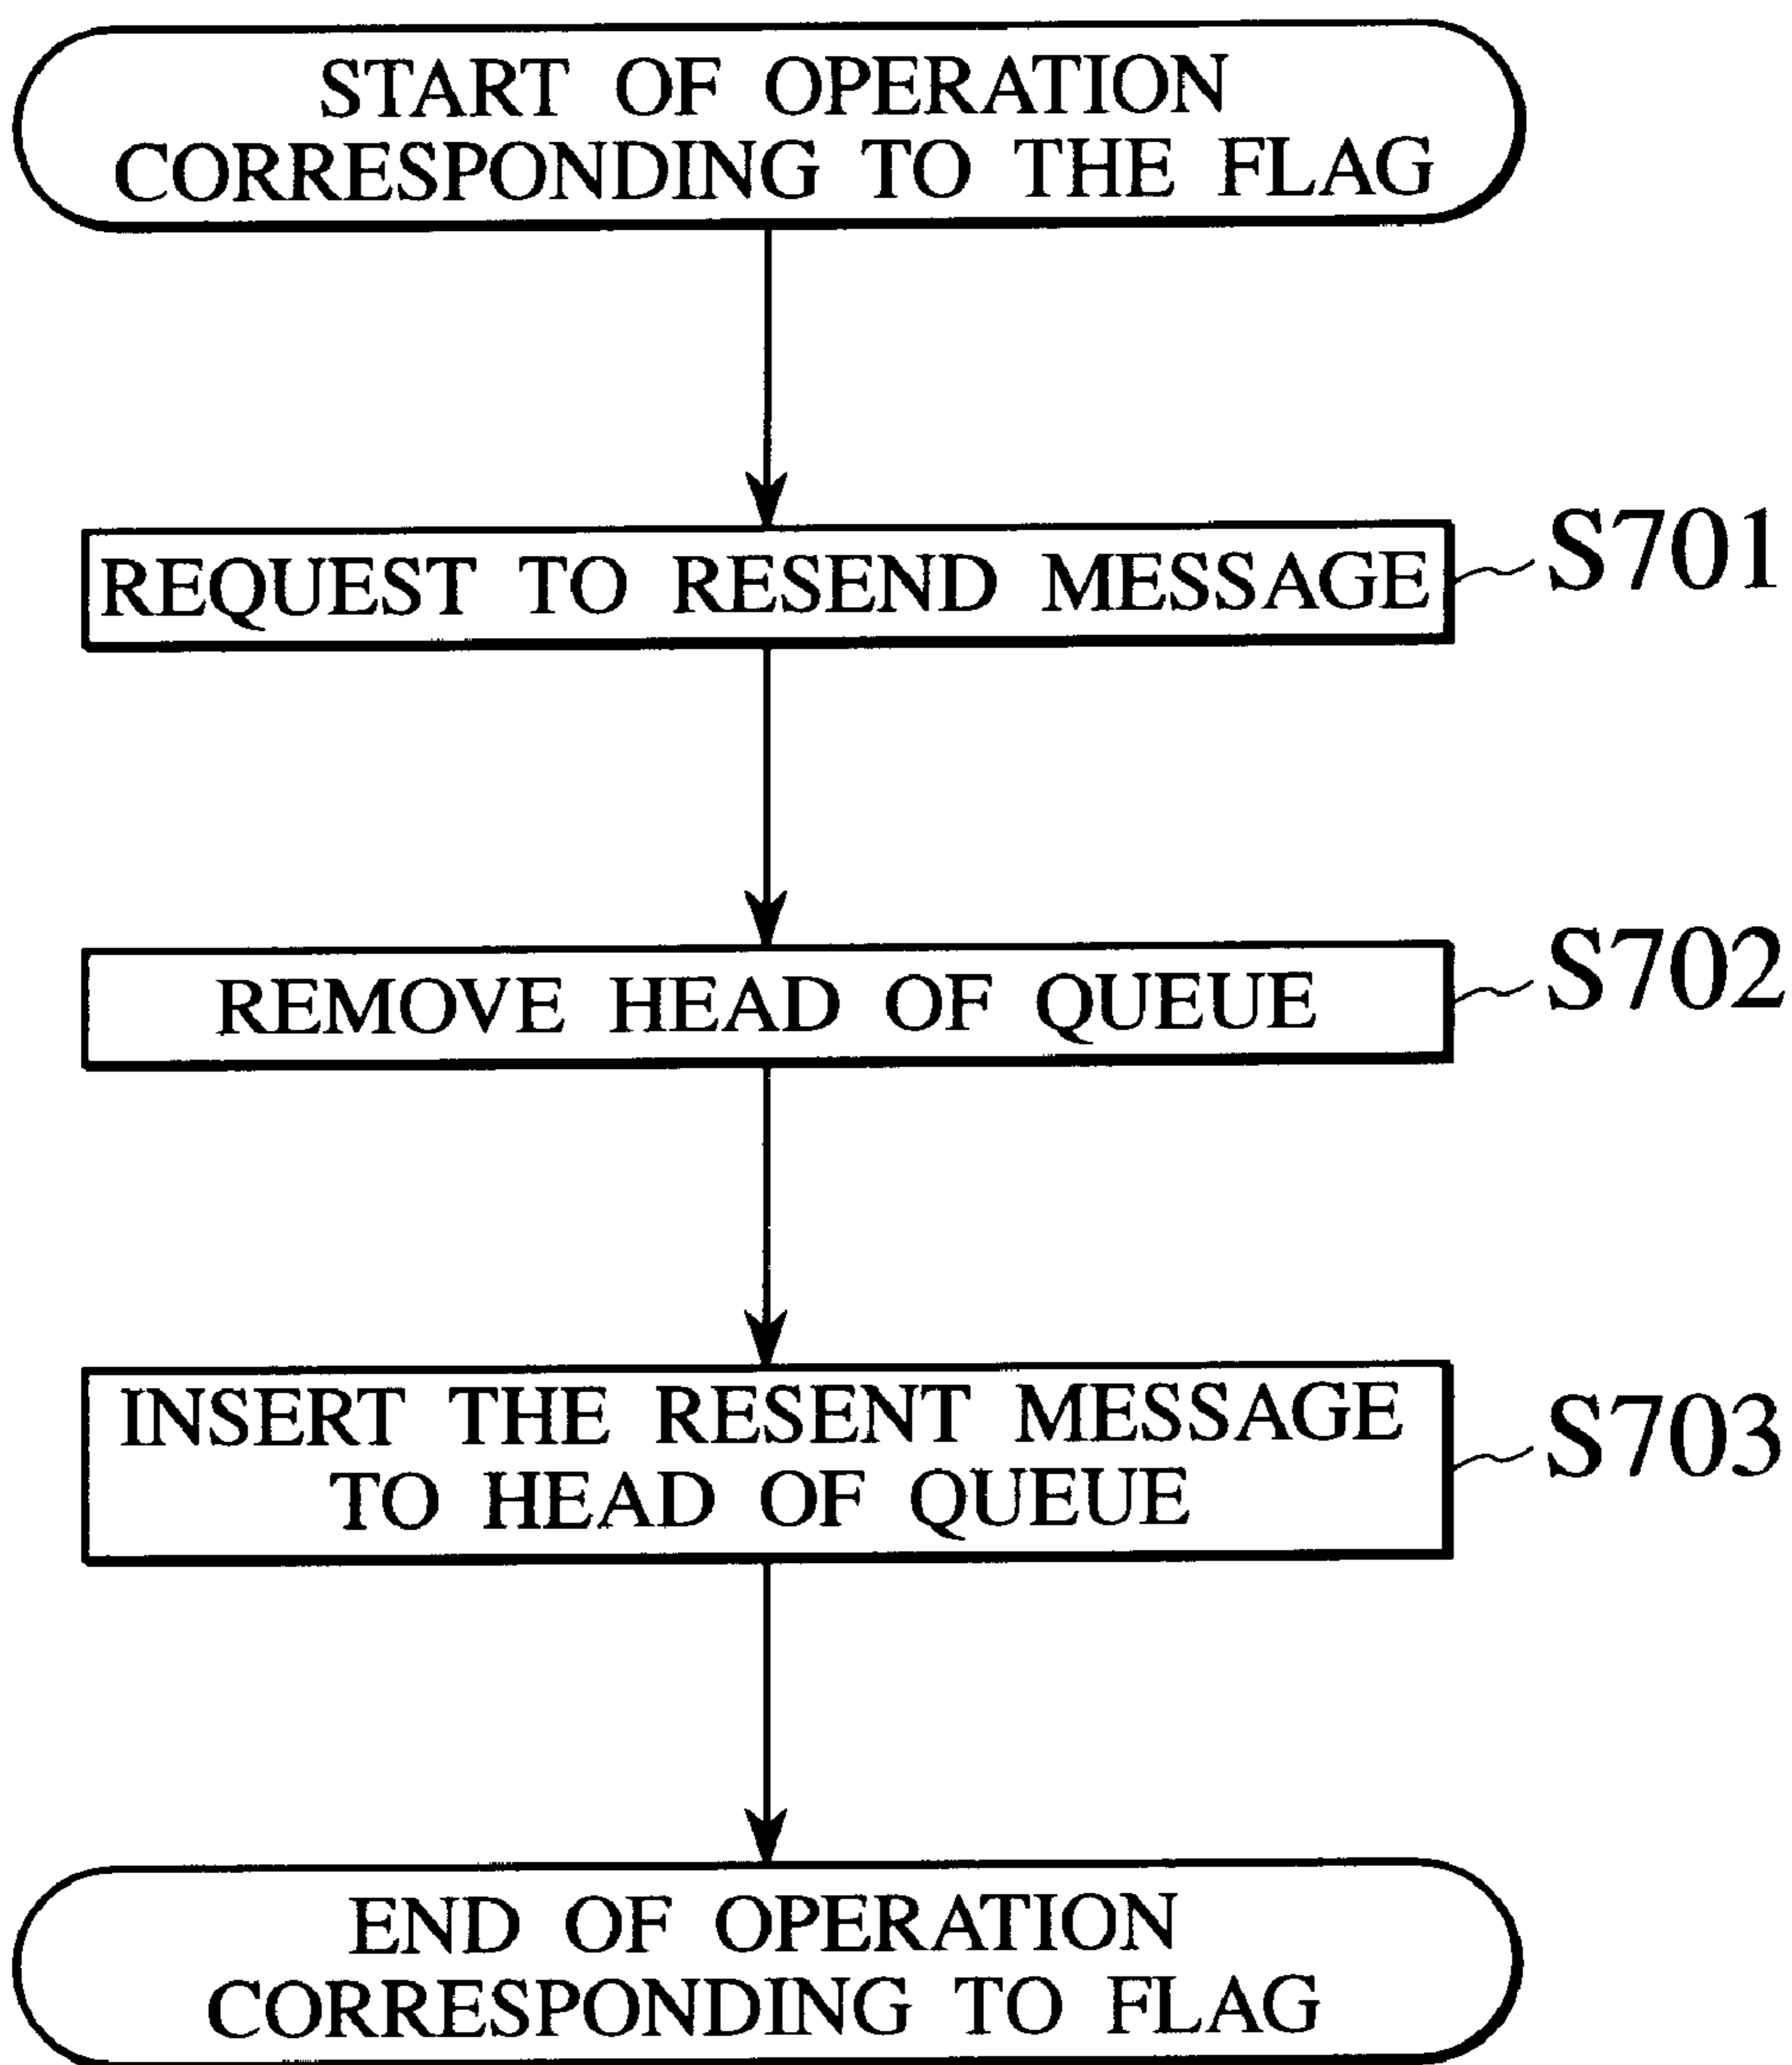 START OF OPERATION
CORRESPONDING TO THE FLAG
REQUEST TO RESEND MESSAGE
S701
REMOVE HEAD OF QUEUE
S702
INSERT THE RESENT MESSAGE
TO HEAD OF QUEUE
S703
END OF OPERATION
CORRESPONDING TO FLAG